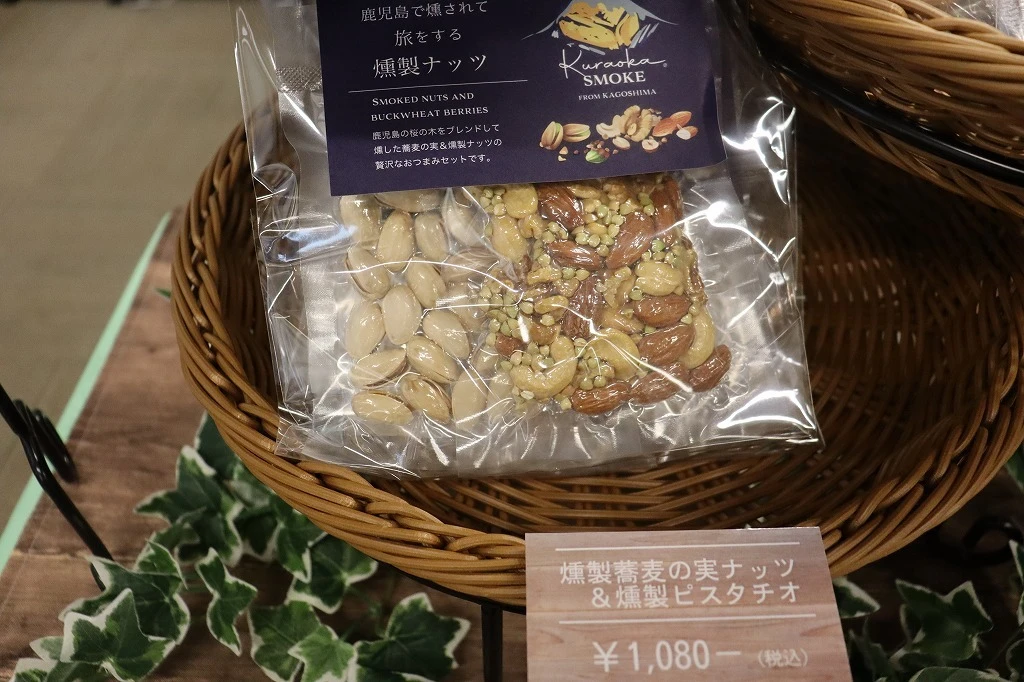 鹿児島で燻されて
旅をする
燻製ナッツ
SMOKED NUTS AND
BUCKWHEAT BERRIES
鹿児島の桜の木をブレンドして
燻した蕎麦の実&燻製ナッツの
贅沢なおつまみセットです。
Kuraoka®
SMOKE
FROM KAGOSHIMA
燻製蕎麦の実ナッツ
&燻製ピスタチオ
¥1,080ー(税込)